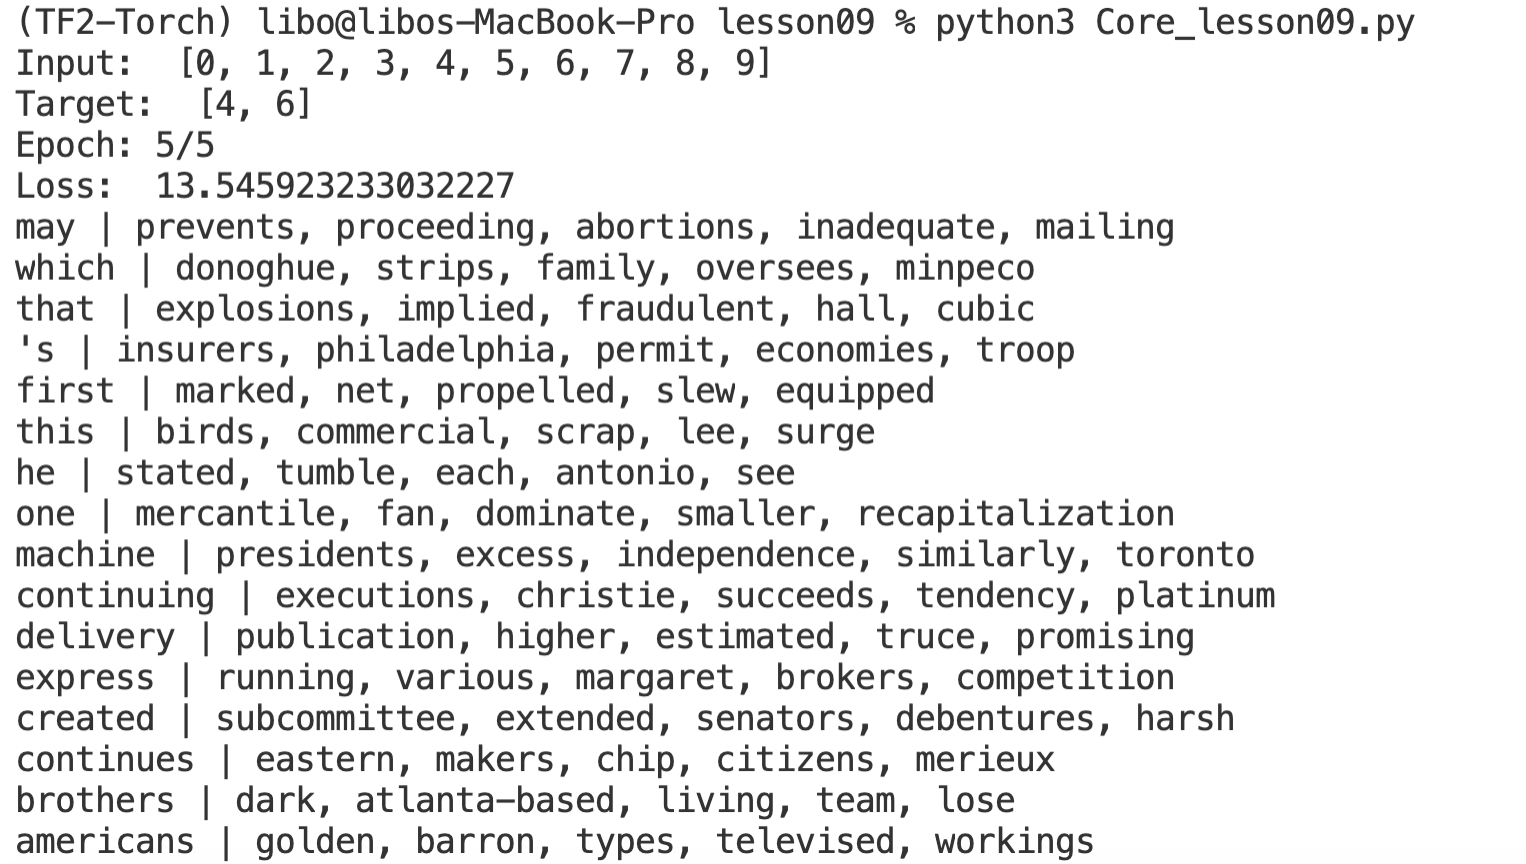 (TF2-Torch) libo@libos-MacBook-Pro lesson09 % python3 Core_lesson09.py
Input:  [0, 1, 2, 3, 4, 5, 6, 7, 8, 9]
Target:  [4, 6]
Epoch: 5/5
Loss:  13.545923233032227
may | prevents, proceeding, abortions, inadequate, mailing
which | donoghue, strips, family, oversees, minpeco
that | explosions, implied, fraudulent, hall, cubic
's | insurers, philadelphia, permit, economies, troop
first | marked, net, propelled, slew, equipped
this | birds, commercial, scrap, lee, surge
he | stated, tumble, each, antonio, see
one | mercantile, fan, dominate, smaller, recapitalization
machine | presidents, excess, independence, similarly, toronto
continuing | executions, christie, succeeds, tendency, platinum
delivery | publication, higher, estimated, truce, promising
express | running, various, margaret, brokers, competition
created | subcommittee, extended, senators, debentures, harsh
continues | eastern, makers, chip, citizens, merieux
brothers | dark, atlanta-based, living, team, lose
americans | golden, barron, types, televised, workings